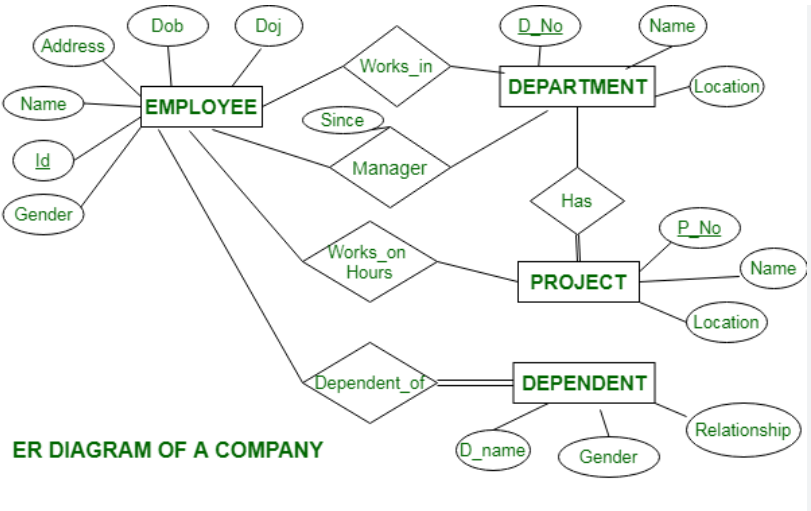 Dob
Doj
D_No
Name
Address
Works_in
DEPARTMENT
Location
Name
EMPLOYEE
Since
Id
Manager
Has
Gender
P_No
Works_on
Hours
PROJECT
Name
Location
Dependent_of
DEPENDENT
ER DIAGRAM OF A COMPANY
D_name
Gender
Relationship